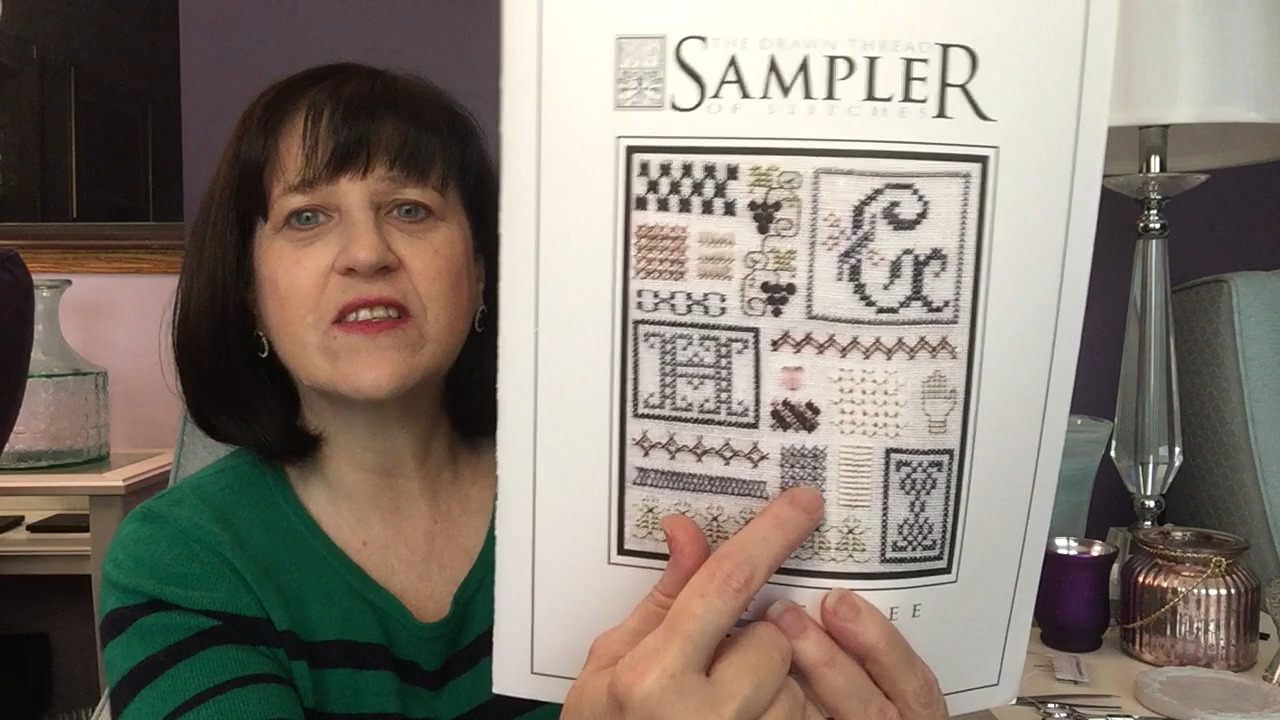 THE DRAWN THREAD
SAMPLER
OF STITCHES
G
H